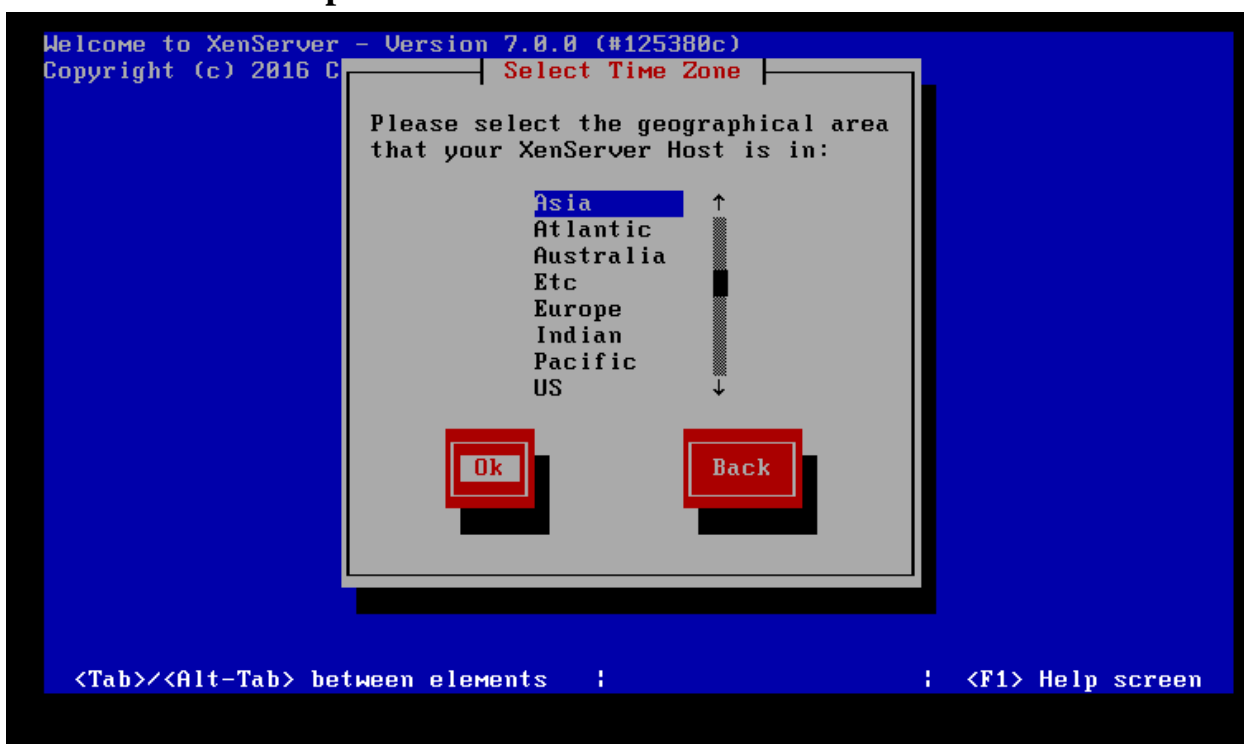 Welcome to XenServer - Version 7.0.0 (#125380c)
Copyright (c) 2016 C
Select Time Zone
Please select the geographical area
that your XenServer Host is in:
Asia ↑
Atlantic
Australia
Etc
Europe
Indian
Pacific
US ↓
Ok Back
<Tab>/<Alt-Tab> between elements ¦ ¦ <F1> Help screen